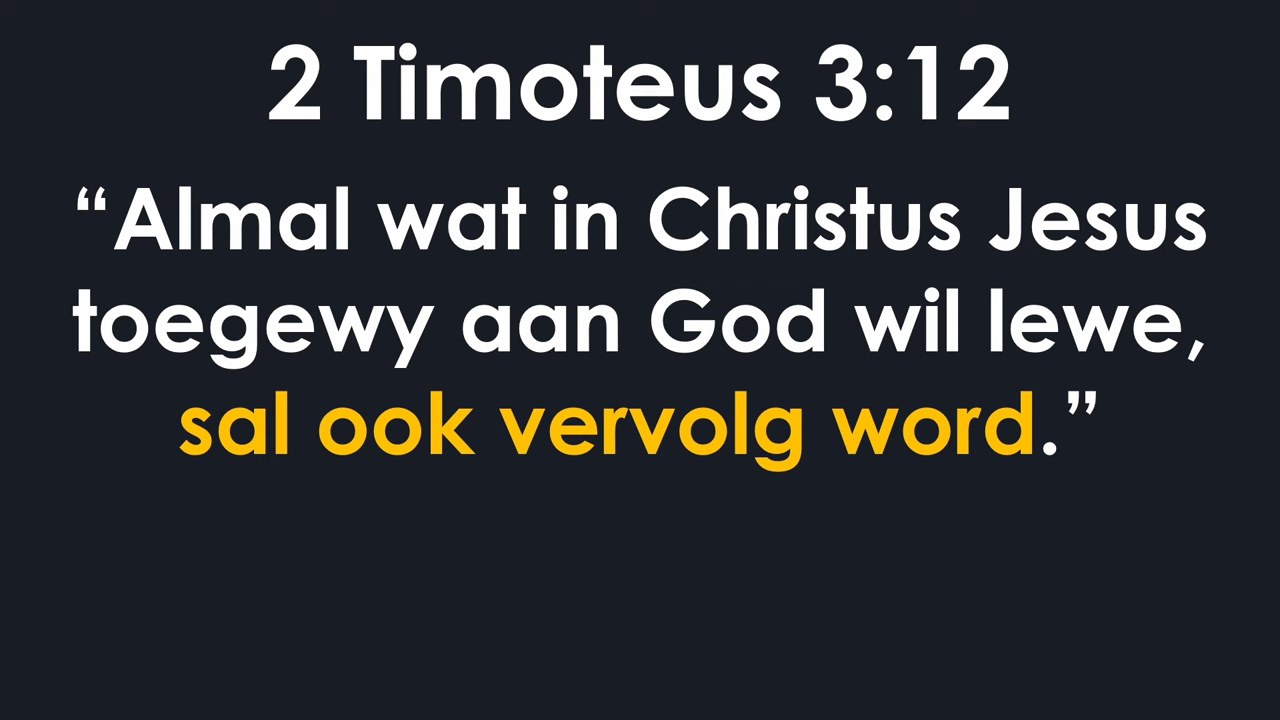 2 Timoteus 3:12
“Almal wat in Christus Jesus
toegewy aan God wil lewe,
sal ook vervolg word.”